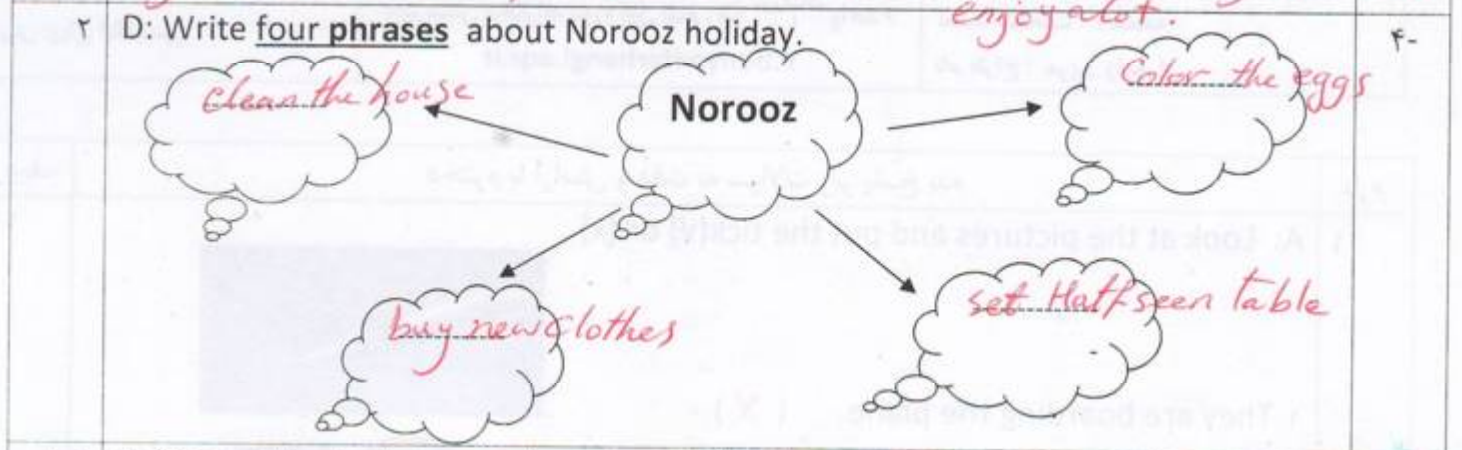 enjoy a lot.
۲ D: Write four phrases about Norooz holiday. ۴-
clean the house
Norooz
Color the eggs
buy new clothes
set Haft seen table